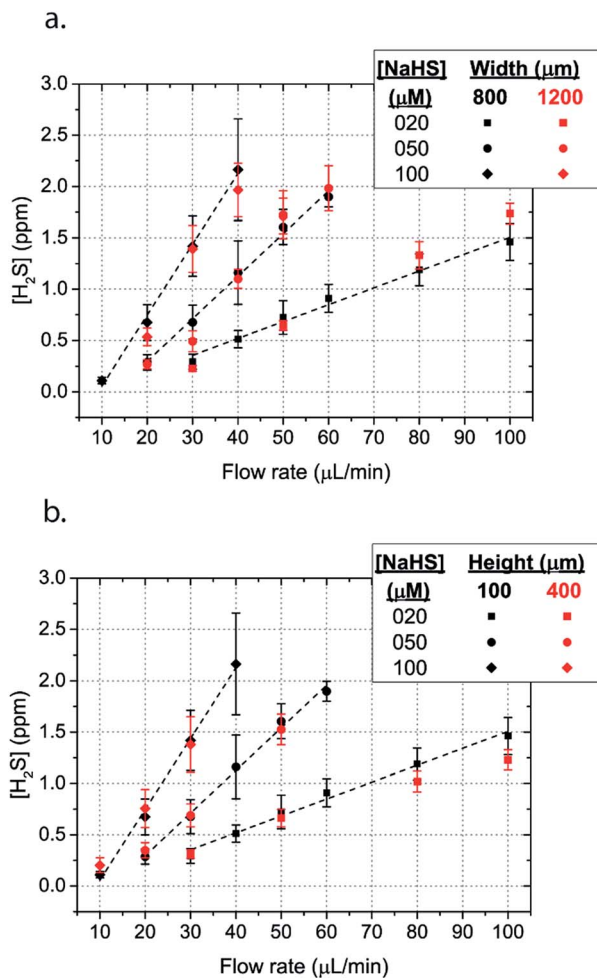 a.
[NaHS] Width (μm)
(μM) 800 1200
020
050
100
3.0
2.5
2.0
1.5
1.0
0.5
0.0
[H₂S] (ppm)
10 20 30 40 50 60 70 80 90 100
Flow rate (μL/min)
b.
[NaHS] Height (μm)
(μM) 100 400
020
050
100
3.0
2.5
2.0
1.5
1.0
0.5
0.0
[H₂S] (ppm)
10 20 30 40 50 60 70 80 90 100
Flow rate (μL/min)